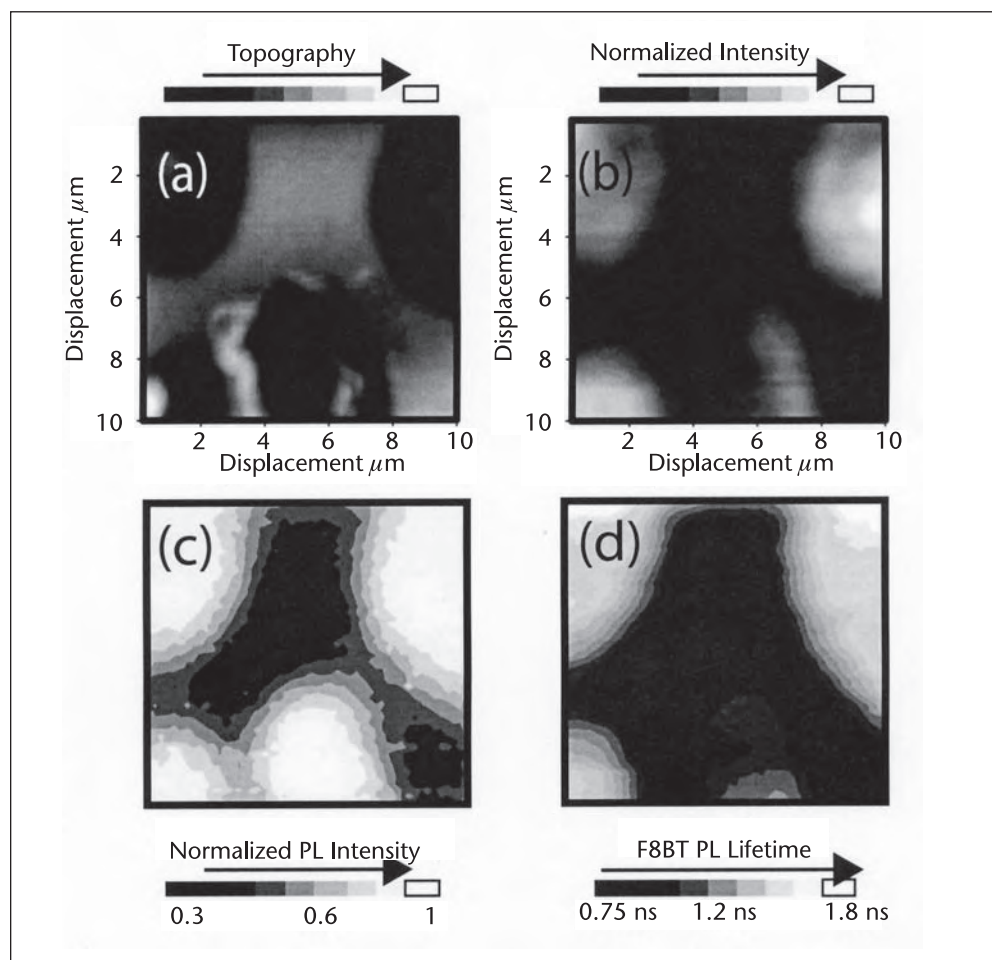 Topography
Normalized Intensity
(a)
(b)
Displacement μm
2
4
6
8
10
2 4 6 8 10
Displacement μm
Displacement μm
2
4
6
8
10
2 4 6 8 10
Displacement μm
(c)
(d)
Normalized PL Intensity
0.3 0.6 1
F8BT PL Lifetime
0.75 ns 1.2 ns 1.8 ns